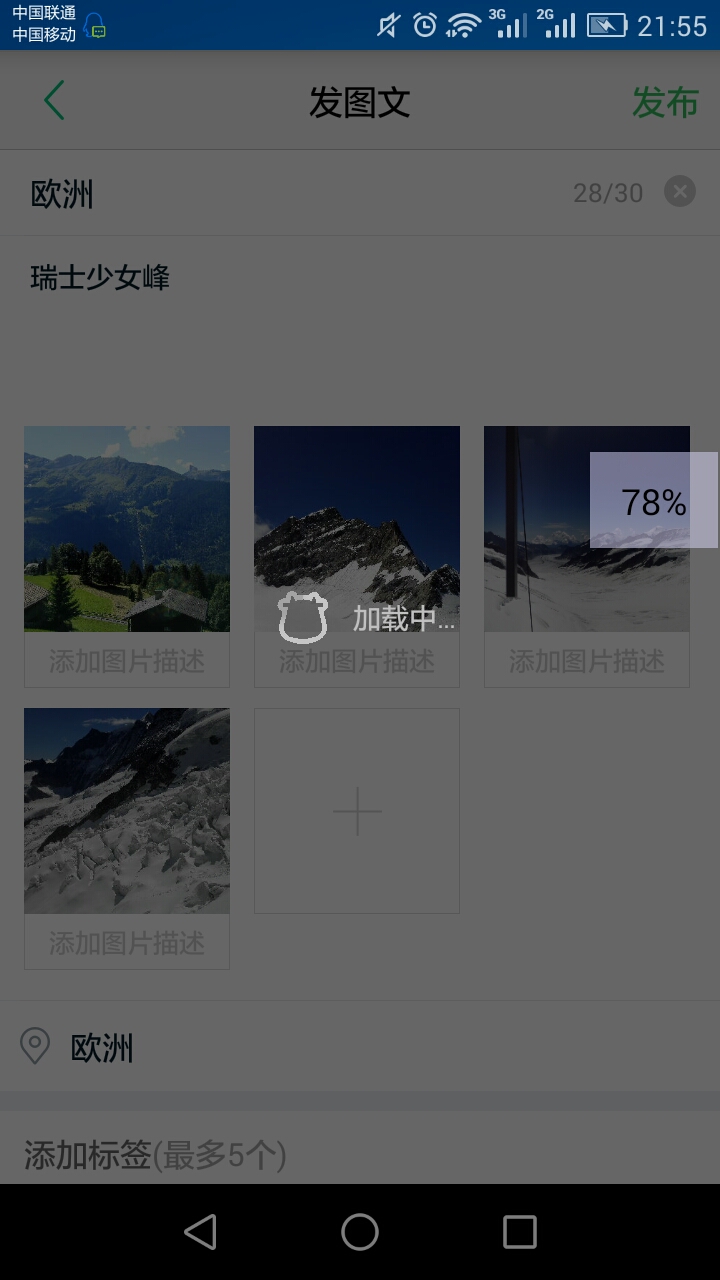 中国联通
中国移动
3G
2G
21:55
发图文
发布
欧洲
28/30
瑞士少女峰
78%
加载中...
添加图片描述
添加图片描述
添加图片描述
添加图片描述
欧洲
添加标签(最多5个)